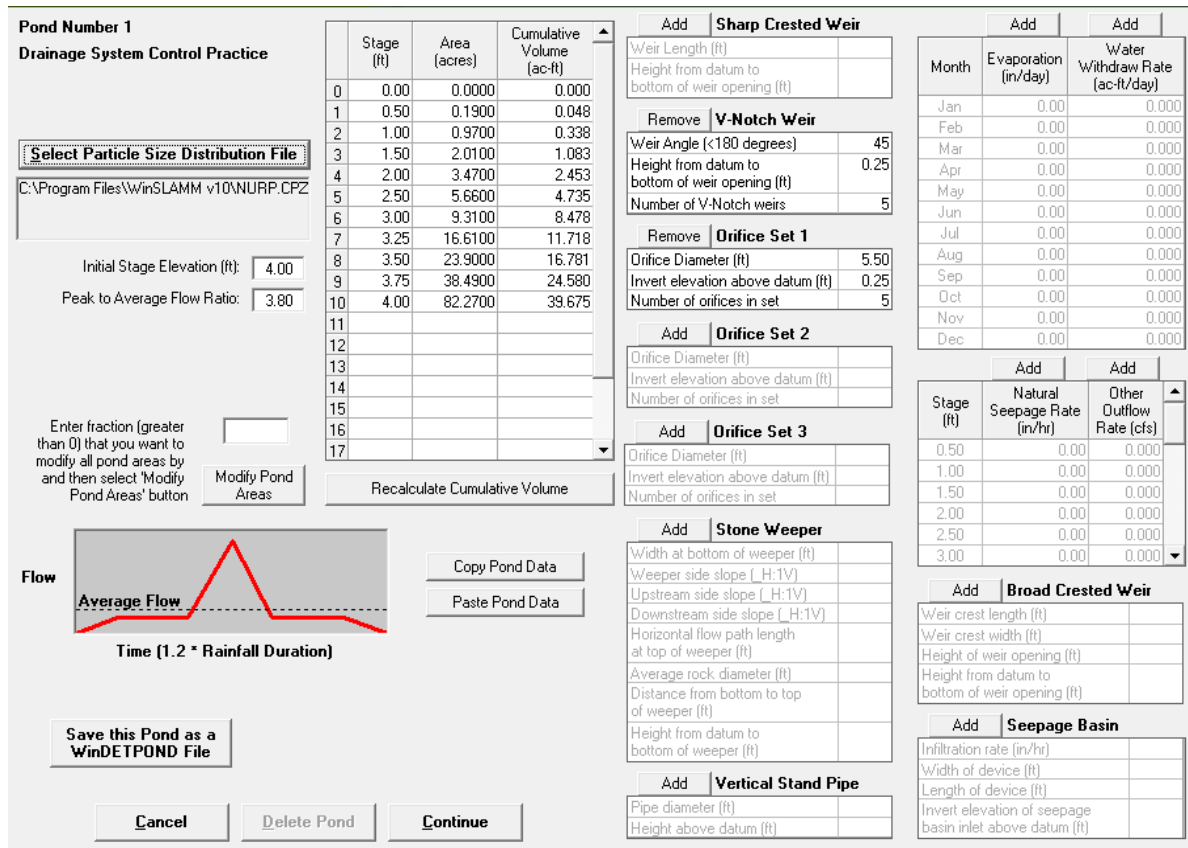 Pond Number 1
Drainage System Control Practice
Select Particle Size Distribution File
C:\Program Files\WinSLAMM v10\NURP.CPZ
Initial Stage Elevation (ft): 4.00
Peak to Average Flow Ratio: 3.80
Enter fraction (greater
than 0) that you want to
modify all pond areas by
and then select 'Modify
Pond Areas' button
Modify Pond
Areas
Flow
Average Flow
Time (1.2 * Rainfall Duration)
Save this Pond as a
WinDETPOND File
Cancel
Delete Pond
Continue
Stage
(ft)
Area
(acres)
Cumulative
Volume
(ac-ft)
0 0.00 0.0000 0.000
1 0.50 0.1900 0.048
2 1.00 0.9700 0.338
3 1.50 2.0100 1.083
4 2.00 3.4700 2.453
5 2.50 5.6600 4.735
6 3.00 9.3100 8.478
7 3.25 16.6100 11.718
8 3.50 23.9000 16.781
9 3.75 38.4900 24.580
10 4.00 82.2700 39.675
11
12
13
14
15
16
17
Recalculate Cumulative Volume
Copy Pond Data
Paste Pond Data
Add Sharp Crested Weir
Weir Length (ft)
Height from datum to
bottom of weir opening (ft)
Remove V-Notch Weir
Weir Angle (<180 degrees) 45
Height from datum to 0.25
bottom of weir opening (ft)
Number of V-Notch weirs 5
Remove Orifice Set 1
Orifice Diameter (ft) 5.50
Invert elevation above datum (ft) 0.25
Number of orifices in set 5
Add Orifice Set 2
Orifice Diameter (ft)
Invert elevation above datum (ft)
Number of orifices in set
Add Orifice Set 3
Orifice Diameter (ft)
Invert elevation above datum (ft)
Number of orifices in set
Add Stone Weeper
Width at bottom of weeper (ft)
Weeper side slope (_H:1V)
Upstream side slope (_H:1V)
Downstream side slope (_H:1V)
Horizontal flow path length
at top of weeper (ft)
Average rock diameter (ft)
Distance from bottom to top
of weeper (ft)
Height from datum to
bottom of weeper (ft)
Add Vertical Stand Pipe
Pipe diameter (ft)
Height above datum (ft)
Add Add
Month
Evaporation
(in/day)
Water
Withdraw Rate
(ac-ft/day)
Jan 0.00 0.000
Feb 0.00 0.000
Mar 0.00 0.000
Apr 0.00 0.000
May 0.00 0.000
Jun 0.00 0.000
Jul 0.00 0.000
Aug 0.00 0.000
Sep 0.00 0.000
Oct 0.00 0.000
Nov 0.00 0.000
Dec 0.00 0.000
Add Add
Stage
(ft)
Natural
Seepage Rate
(in/hr)
Other
Outflow
Rate (cfs)
0.50 0.00 0.000
1.00 0.00 0.000
1.50 0.00 0.000
2.00 0.00 0.000
2.50 0.00 0.000
3.00 0.00 0.000
Add Broad Crested Weir
Weir crest length (ft)
Weir crest width (ft)
Height of weir opening (ft)
Height from datum to
bottom of weir opening (ft)
Add Seepage Basin
Infiltration rate (in/hr)
Width of device (ft)
Length of device (ft)
Invert elevation of seepage
basin inlet above datum (ft)